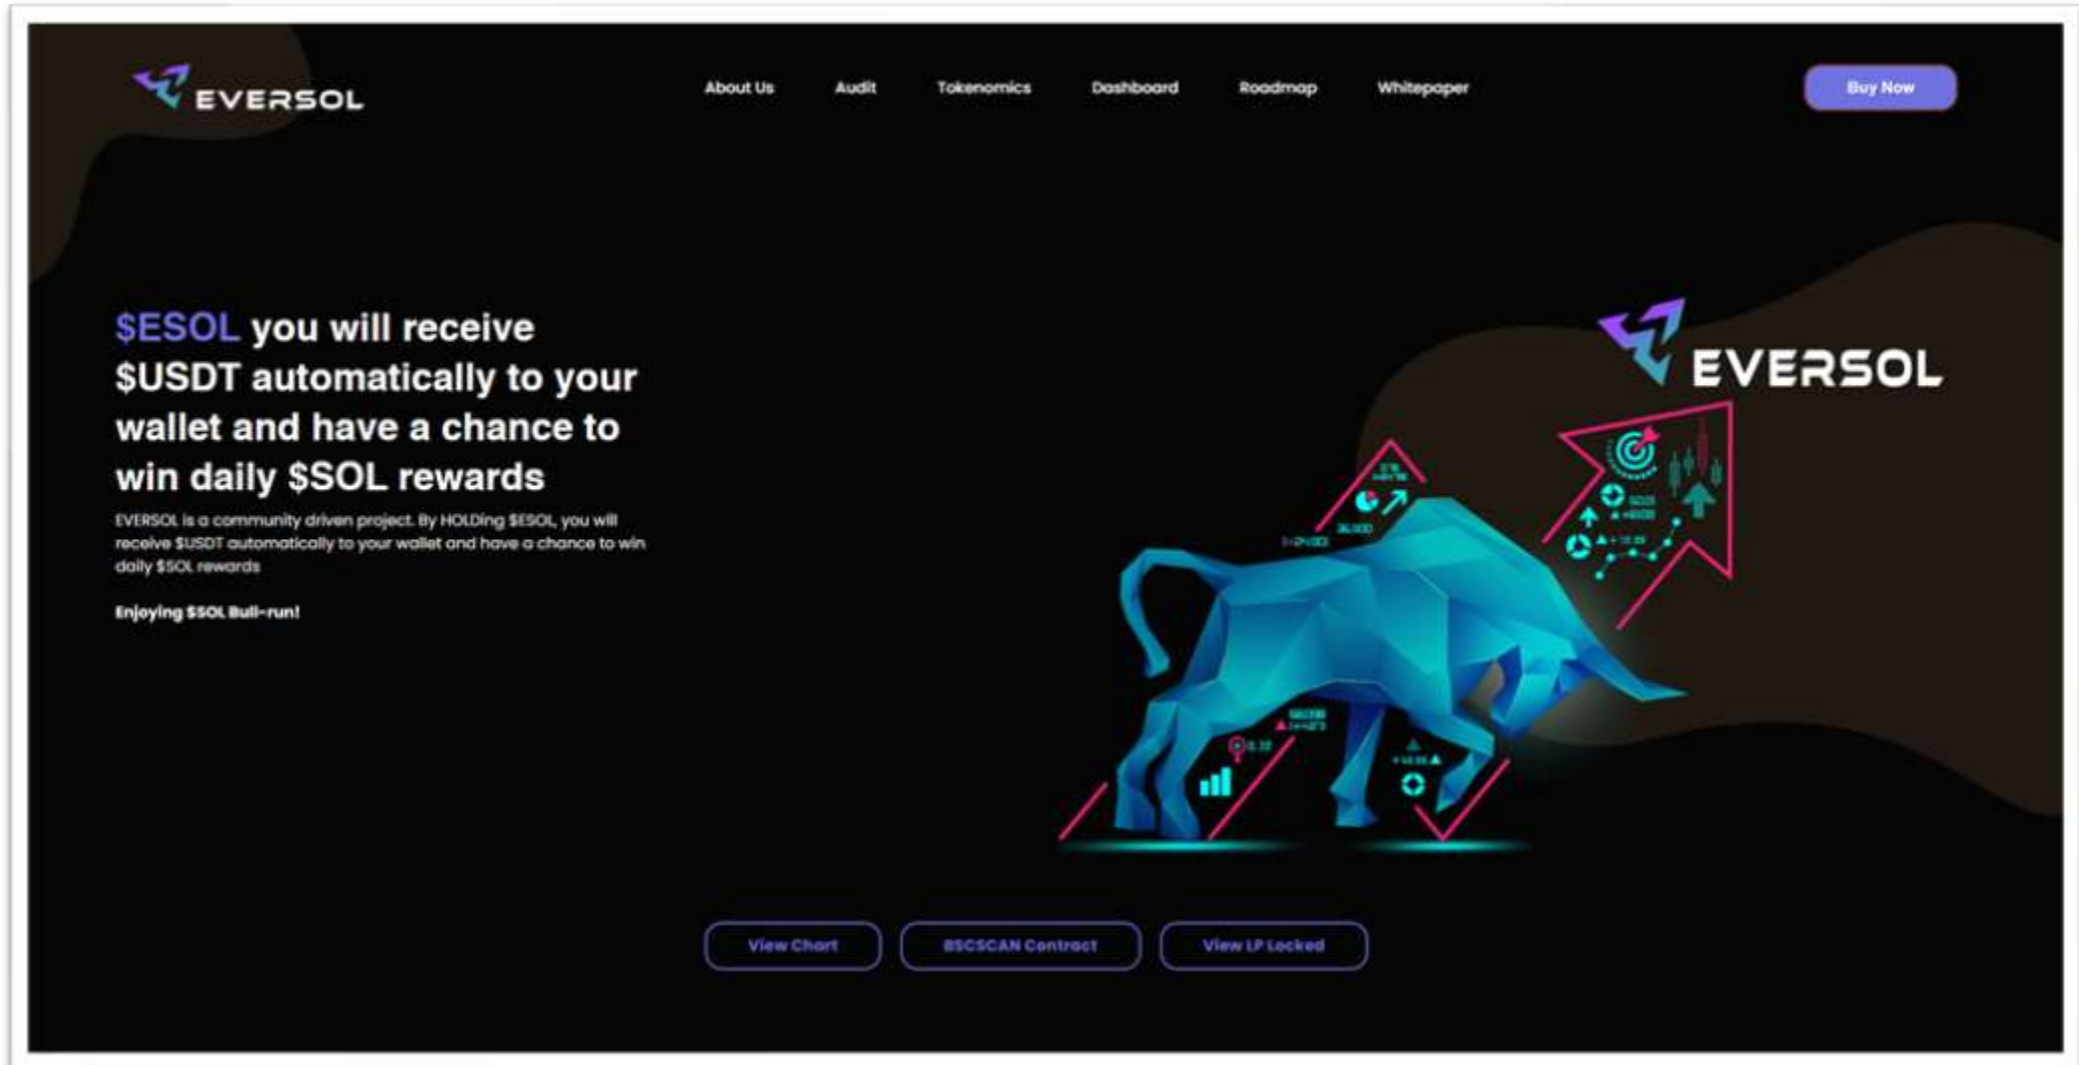 EVERSOL
About Us
Audit
Tokenomics
Dashboard
Roadmap
Whitepaper
Buy Now
$ESOL you will receive
$USDT automatically to your
wallet and have a chance to
win daily $SOL rewards
EVERSOL is a community driven project. By HOLDing $ESOL, you will
receive $USDT automatically to your wallet and have a chance to win
daily $SOL rewards
Enjoying $SOL Bull-run!
EVERSOL
View Chart
BSCSCAN Contract
View LP Locked